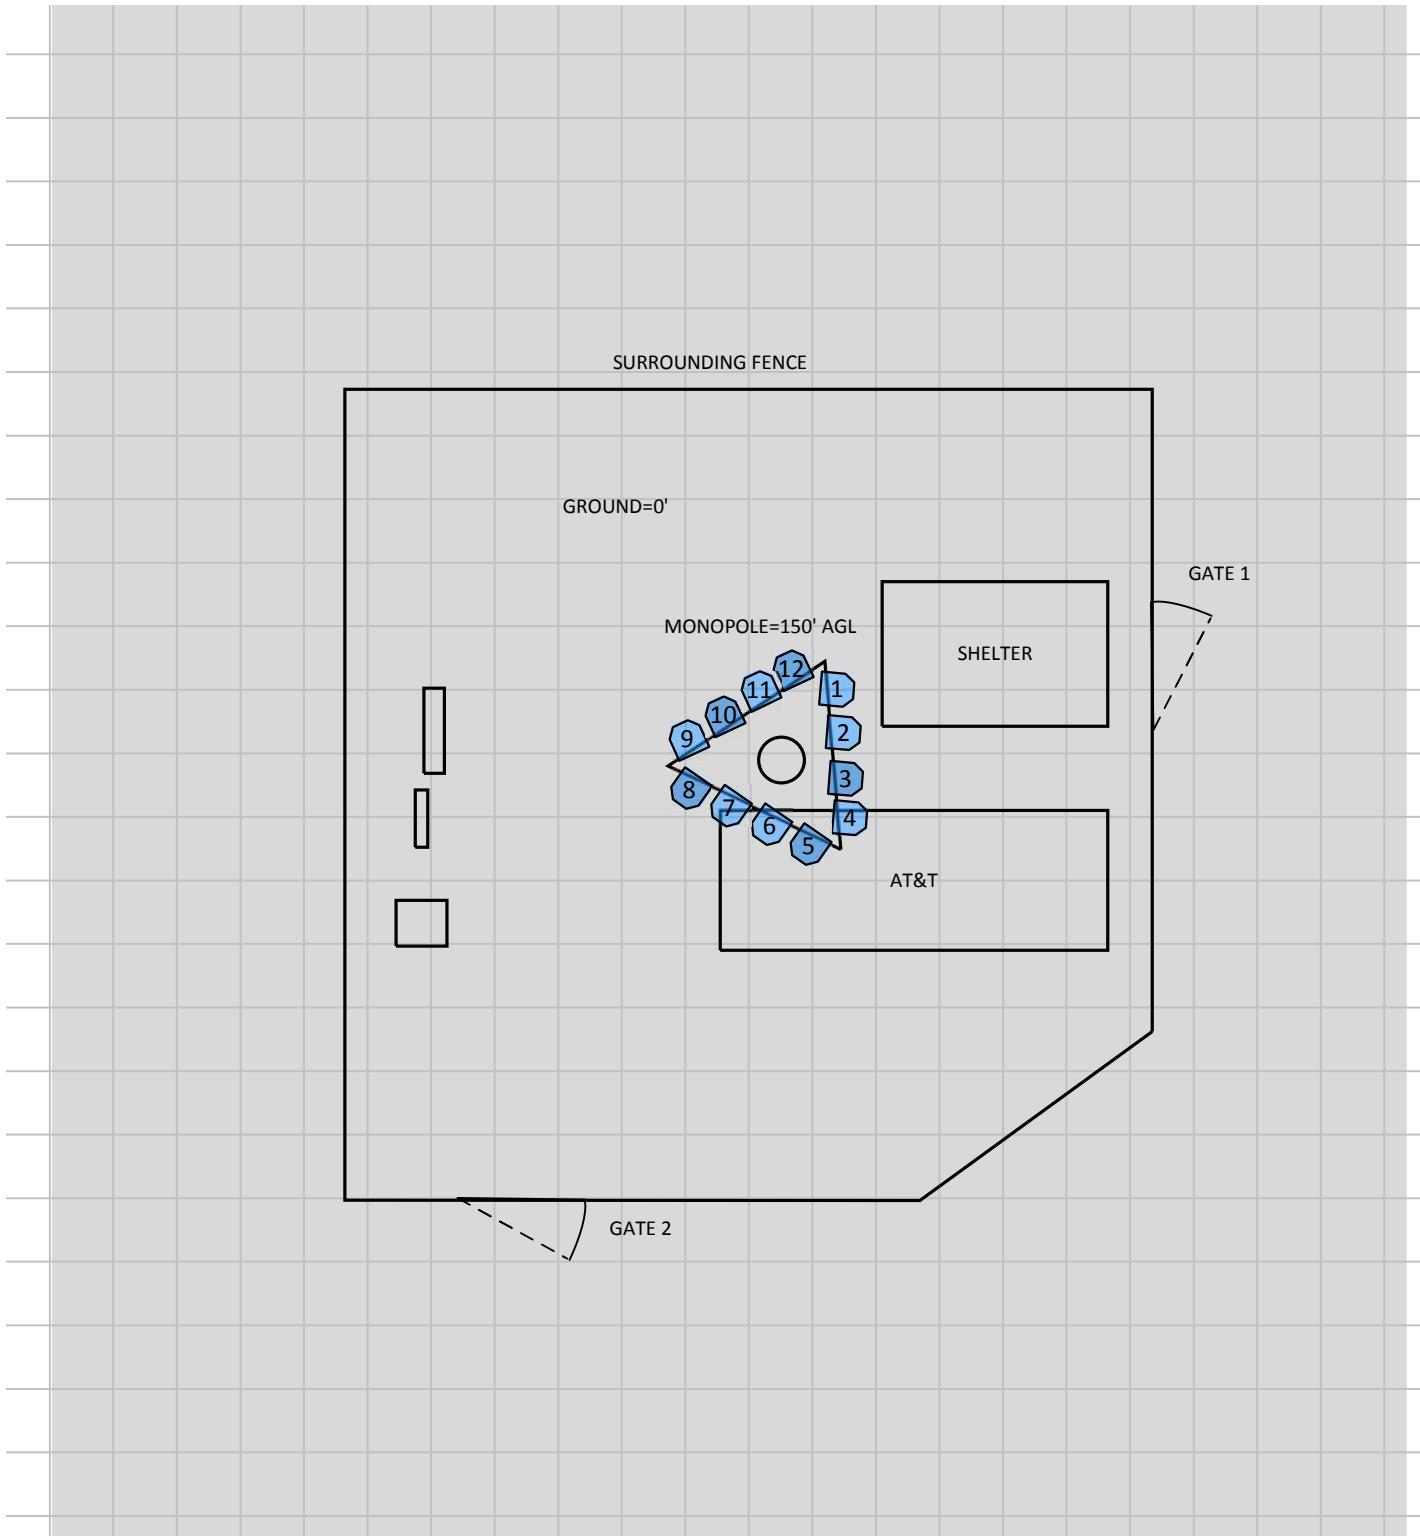 SURROUNDING FENCE
GROUND=0'
GATE 1
MONOPOLE=150' AGL
SHELTER
12
1
11
10
2
9
3
8
7
4
6
5
AT&T
GATE 2